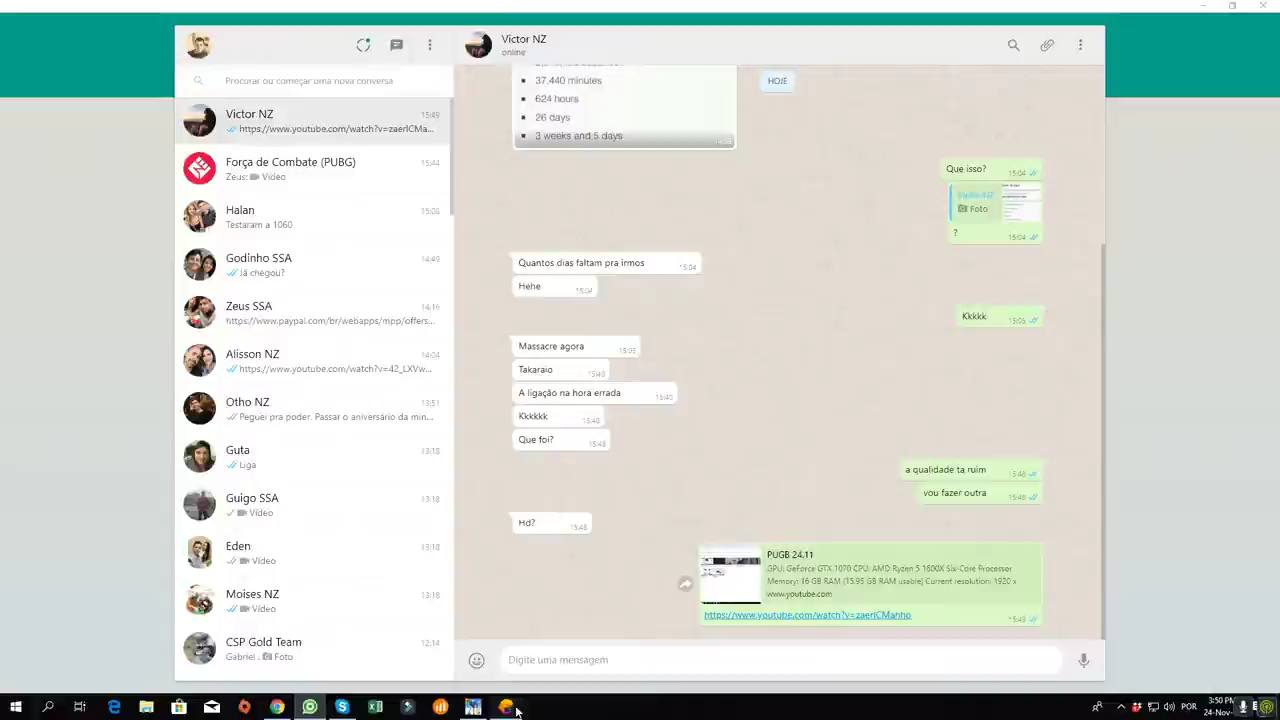 Procurar ou começar uma nova conversa
Victor NZ
15:49
https://www.youtube.com/watch?v=zaerICMa...
Força de Combate (PUBG)
15:44
Zeus: Vídeo
Halan
15:08
Testaram a 1060
Godinho SSA
14:49
Já chegou?
Zeus SSA
14:16
https://www.paypal.com/br/webapps/mpp/offers...
Alisson NZ
14:04
https://www.youtube.com/watch?v=42_LXVw...
Otho NZ
13:51
Peguei pra poder. Passar o aniversário da min...
Guta
13:18
Liga
Guigo SSA
13:18
Vídeo
Eden
13:18
Vídeo
Moises NZ
13:18
Vídeo
CSP Gold Team
12:14
Gabriel : Foto
Victor NZ
online
37.440 minutes
624 hours
26 days
3 weeks and 5 days
HOJE
Que isso?
15:04
Foto
?
15:04
Quantos dias faltam pra irmos
15:04
Hehe
15:04
Kkkkk
15:05
Massacre agora
15:05
Takaraio
15:40
A ligação na hora errada
15:40
Kkkkkk
15:40
Que foi?
15:48
a qualidade ta ruim
15:48
vou fazer outra
15:48
Hd?
15:48
PUGB 24.11
GPU: GeForce GTX 1070 CPU: AMD Ryzen 5 1600X Six-Core Processor
Memory: 16 GB RAM (15.95 GB RAM usable) Current resolution: 1920 x
www.youtube.com
https://www.youtube.com/watch?v=zaerICManho
15:49
Digite uma mensagem
POR
3:50 PM
24-Nov-